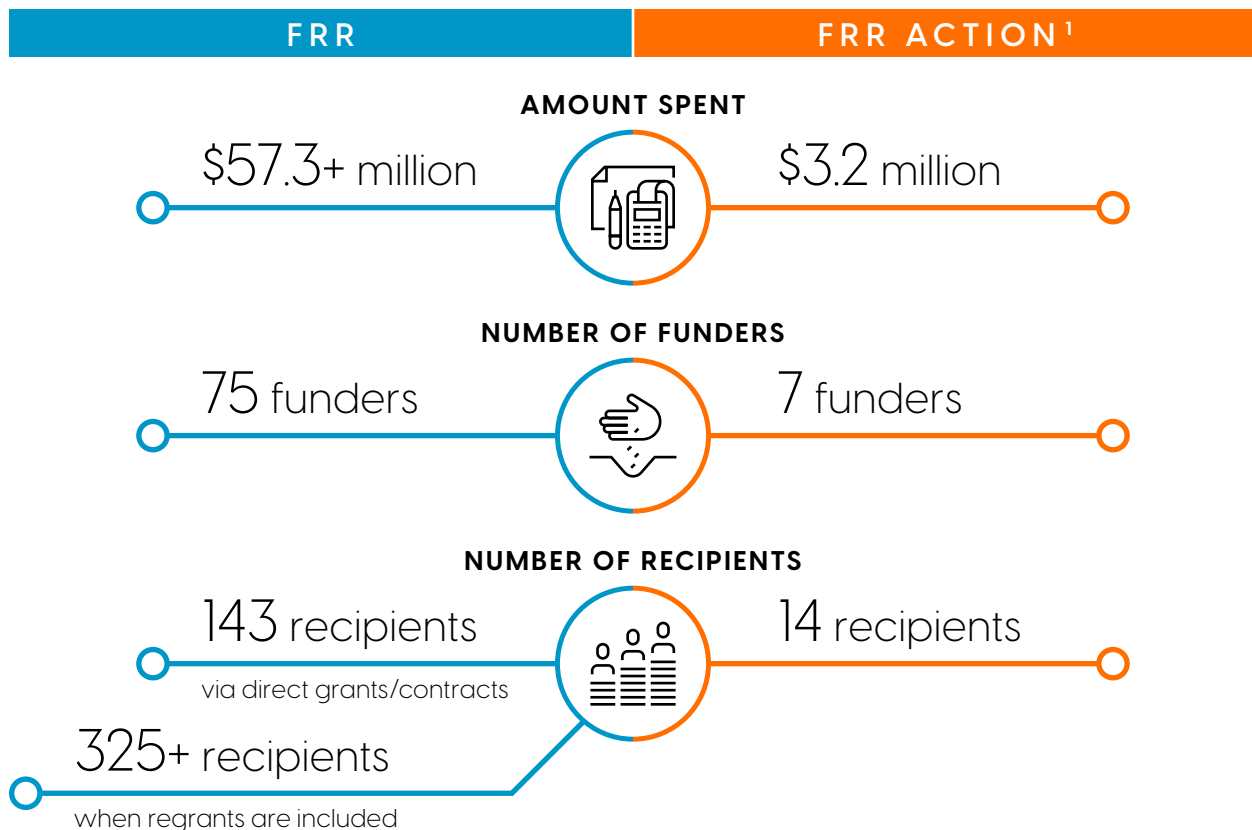 FRR
FRR ACTION¹
AMOUNT SPENT
$57.3+ million
$3.2 million
NUMBER OF FUNDERS
75 funders
7 funders
NUMBER OF RECIPIENTS
143 recipients
via direct grants/contracts
14 recipients
325+ recipients
when regrants are included